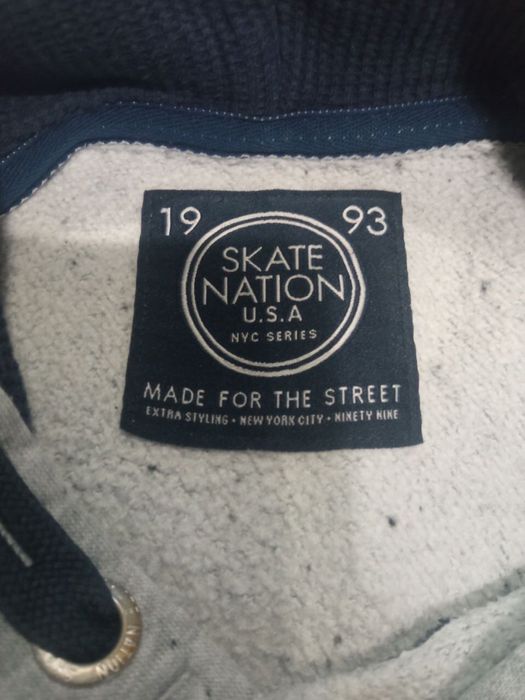 19 93
SKATE
NATION
U.S.A
NYC SERIES
MADE FOR THE STREET
EXTRA STYLING • NEW YORK CITY • NINETY NINE